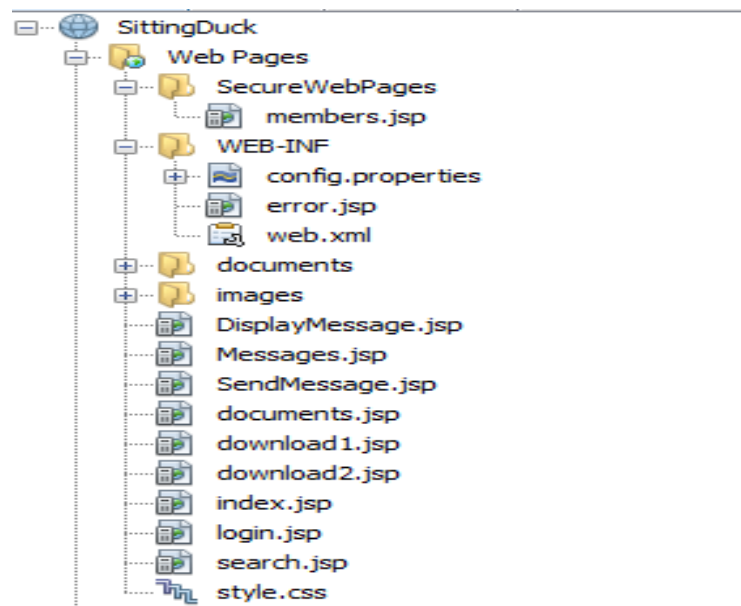 SittingDuck
Web Pages
SecureWebPages
members.jsp
WEB-INF
config.properties
error.jsp
web.xml
documents
images
DisplayMessage.jsp
Messages.jsp
SendMessage.jsp
documents.jsp
download1.jsp
download2.jsp
index.jsp
login.jsp
search.jsp
style.css